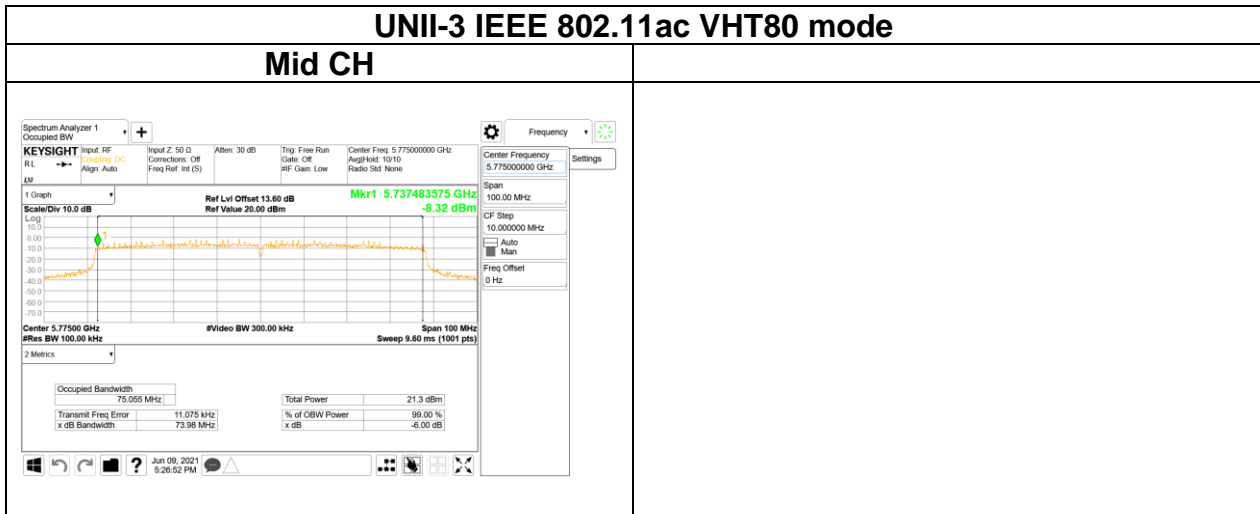 UNII-3 IEEE 802.11ac VHT80 mode
Mid CH
Spectrum Analyzer 1
Occupied BW
Frequency
Settings
KEYSIGHT
R L
Input: RF
Coupling: DC
Align: Auto
Input Z: 50 Ω
Corrections: Off
Freq Ref: Int (S)
Atten: 30 dB
Trig: Free Run
Gate: Off
#IF Gain: Low
Center Freq: 5.775000000 GHz
Avg|Hold: 10/10
Radio Std: None
Center Frequency
5.775000000 GHz
Span
100.00 MHz
CF Step
10.000000 MHz
Auto
Man
Freq Offset
0 Hz
1 Graph
Scale/Div 10.0 dB
Ref Lvl Offset 13.60 dB
Ref Value 20.00 dBm
Mkr1 5.737483575 GHz
-8.32 dBm
Log
10.0
0.00
-10.0
-20.0
-30.0
-40.0
-50.0
-60.0
-70.0
1
Center 5.77500 GHz
#Res BW 100.00 kHz
#Video BW 300.00 kHz
Span 100 MHz
Sweep 9.60 ms (1001 pts)
2 Metrics
Occupied Bandwidth
75.055 MHz
Total Power 21.3 dBm
Transmit Freq Error 11.075 kHz
% of OBW Power 99.00 %
x dB Bandwidth 73.98 MHz
x dB -6.00 dB
?
Jun 09, 2021
5:26:52 PM